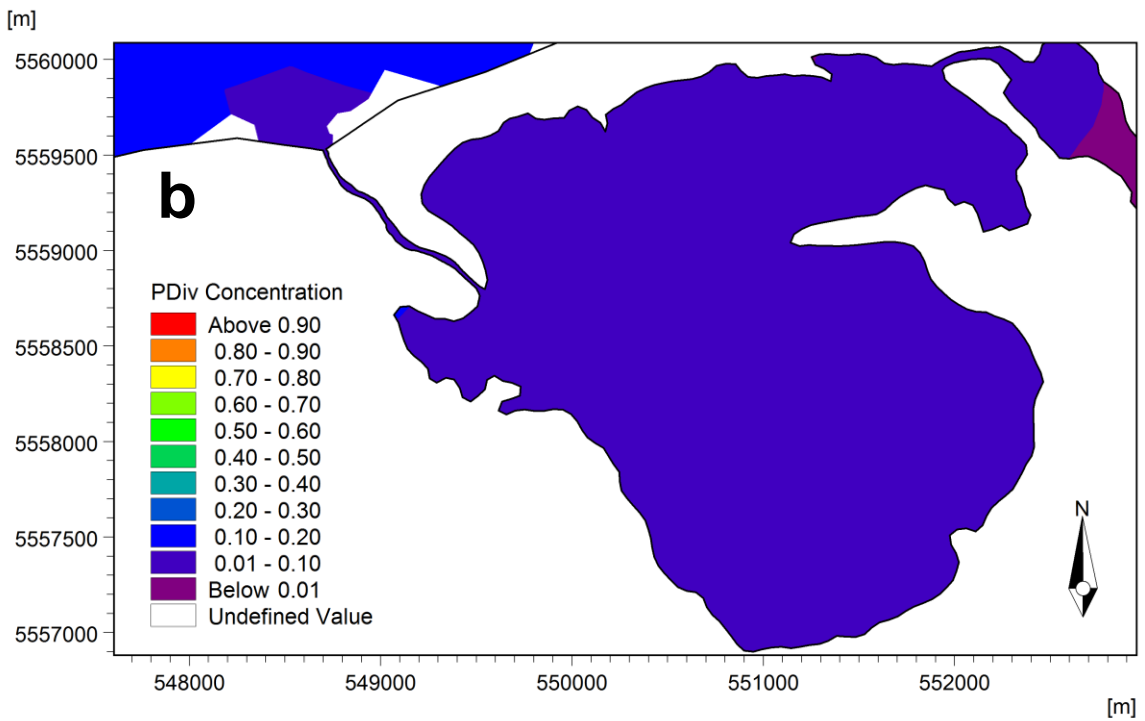 [m]
5560000
5559500
5559000
5558500
5558000
5557500
5557000
b
PDiv Concentration
Above 0.90
0.80 - 0.90
0.70 - 0.80
0.60 - 0.70
0.50 - 0.60
0.40 - 0.50
0.30 - 0.40
0.20 - 0.30
0.10 - 0.20
0.01 - 0.10
Below 0.01
Undefined Value
N
548000 549000 550000 551000 552000
[m]